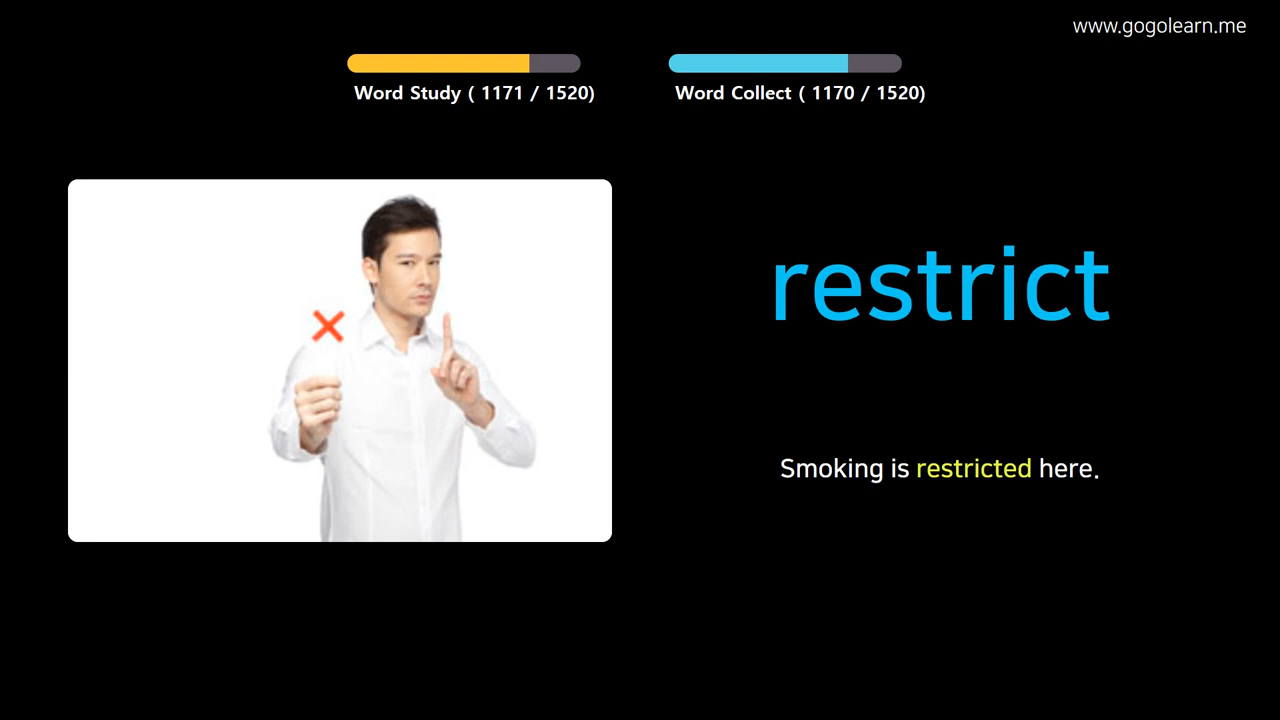 www.gogolearn.me
Word Study ( 1171 / 1520)
Word Collect ( 1170 / 1520)
restrict
Smoking is restricted here.